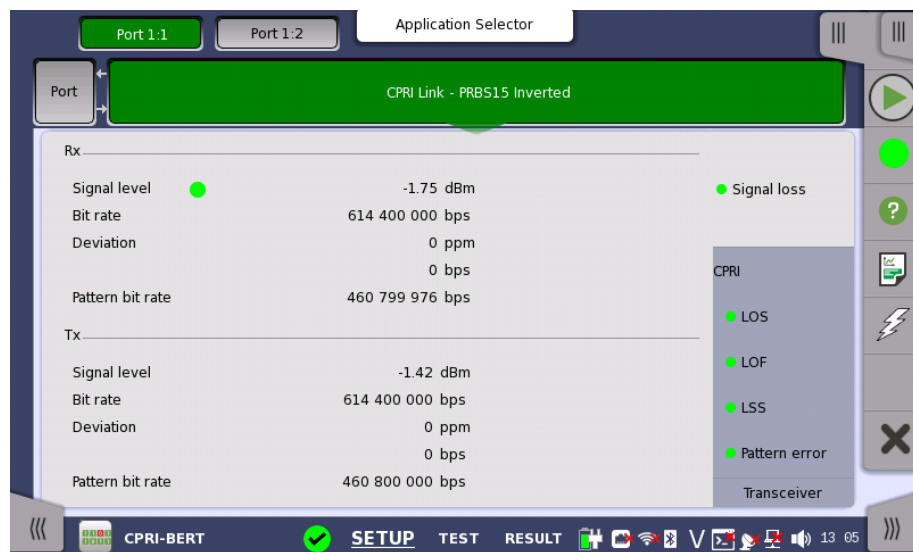 Application Selector
Port 1:1
Port 1:2
Port
CPRI Link - PRBS15 Inverted
Rx
Signal level -1.75 dBm
Signal loss
Bit rate 614 400 000 bps
Deviation 0 ppm
0 bps
CPRI
Pattern bit rate 460 799 976 bps
LOS
Tx
LOF
Signal level -1.42 dBm
Bit rate 614 400 000 bps
LSS
Deviation 0 ppm
0 bps
Pattern error
Pattern bit rate 460 800 000 bps
Transceiver
CPRI-BERT
SETUP TEST RESULT
13 05